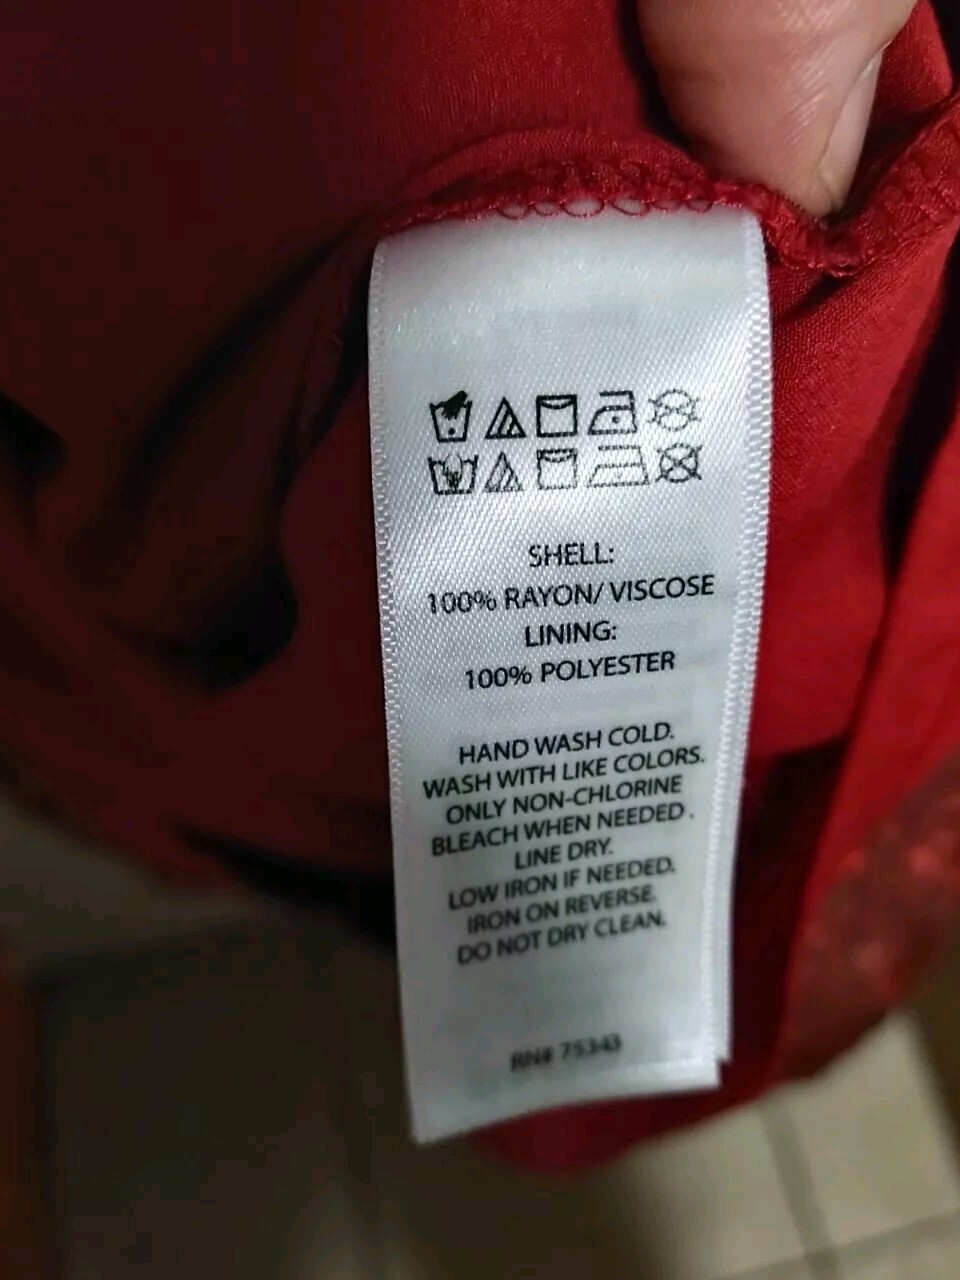 SHELL:
100% RAYON/ VISCOSE
LINING:
100% POLYESTER
HAND WASH COLD.
WASH WITH LIKE COLORS.
ONLY NON-CHLORINE
BLEACH WHEN NEEDED.
LINE DRY.
LOW IRON IF NEEDED.
IRON ON REVERSE.
DO NOT DRY CLEAN.
RN# 75343